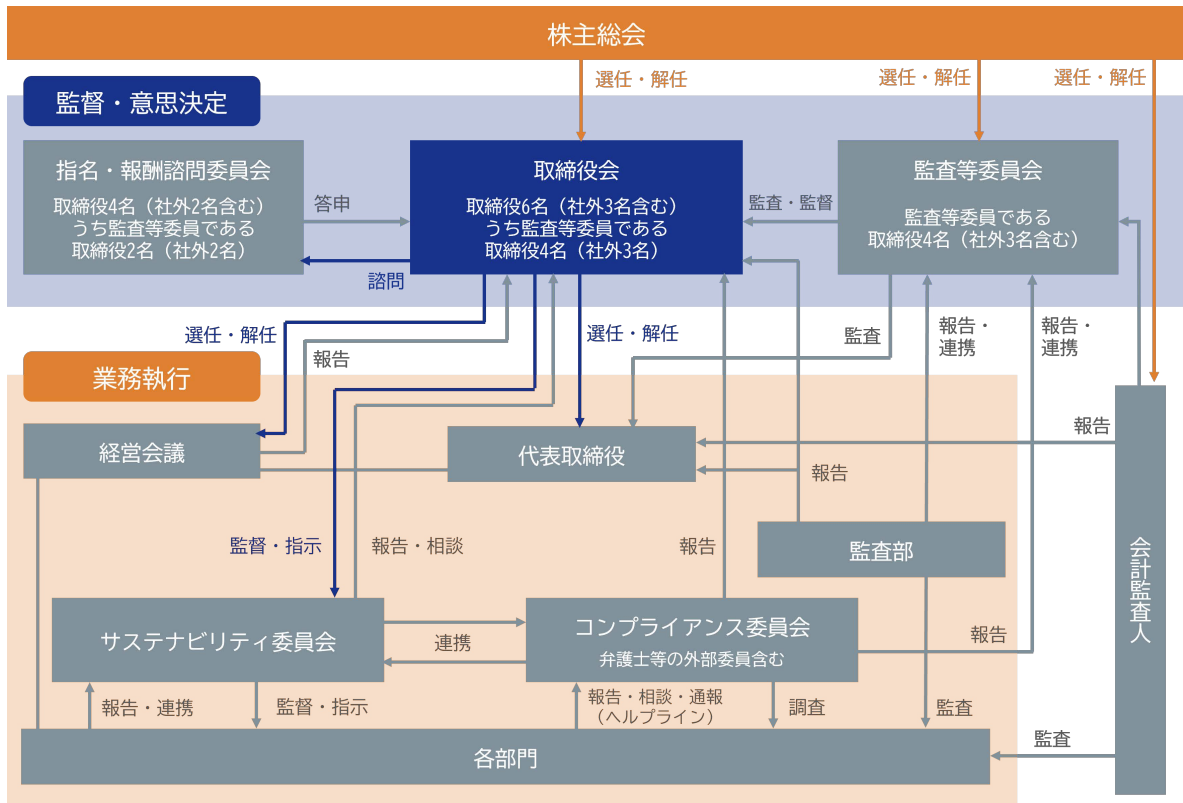 株主総会
選任・解任
選任・解任
選任・解任
監督・意思決定
指名・報酬諮問委員会
取締役4名（社外2名含む）
うち監査等委員である
取締役2名（社外2名）
答申
諮問
取締役会
取締役6名（社外3名含む）
うち監査等委員である
取締役4名（社外3名）
監査・監督
監査等委員会
監査等委員である
取締役4名（社外3名含む）
選任・解任
報告
選任・解任
監査
報告・
連携
報告・
連携
業務執行
経営会議
代表取締役
報告
報告
監督・指示
報告・相談
報告
監査部
会計監査人
サステナビリティ委員会
連携
コンプライアンス委員会
弁護士等の外部委員含む
報告
報告・連携
監督・指示
報告・相談・通報
（ヘルプライン）
調査
監査
監査
各部門